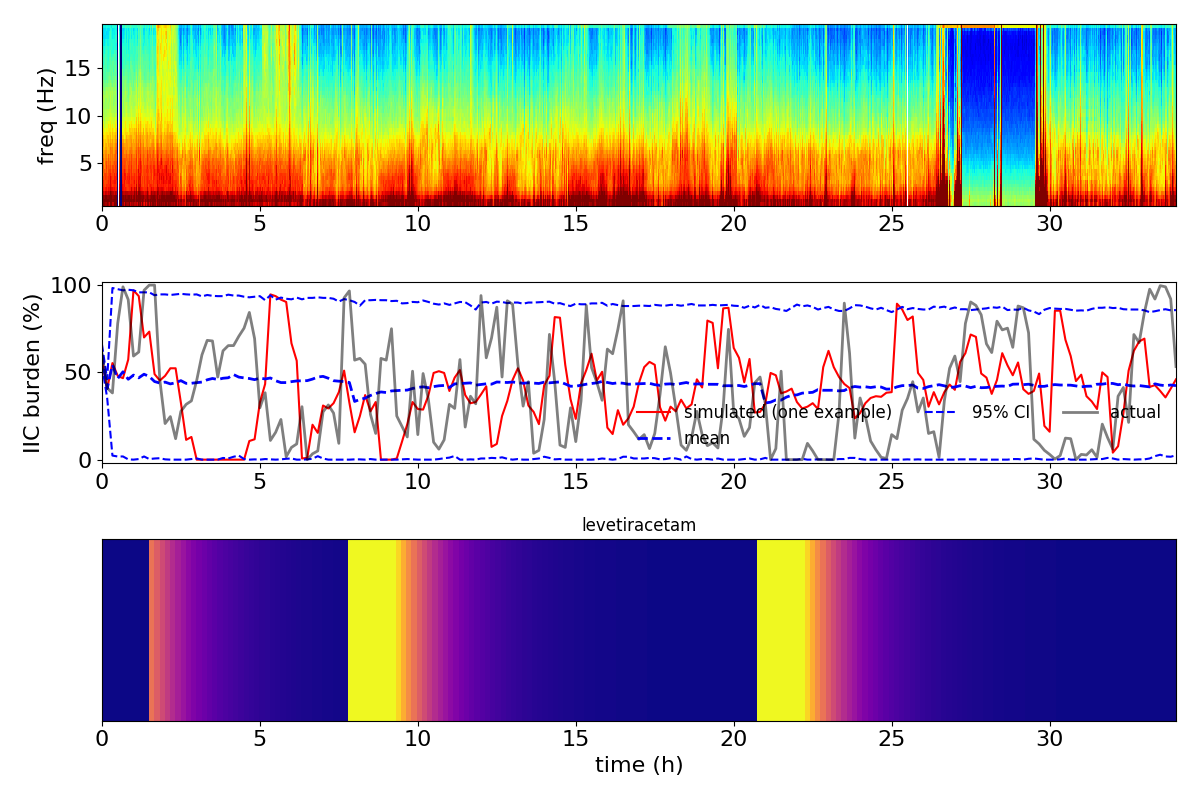 freq (Hz)
15
10
5
0 5 10 15 20 25 30
IIC burden (%)
100
50
0
simulated (one example) 95% CI actual
mean
0 5 10 15 20 25 30
levetiracetam
0 5 10 15 20 25 30
time (h)